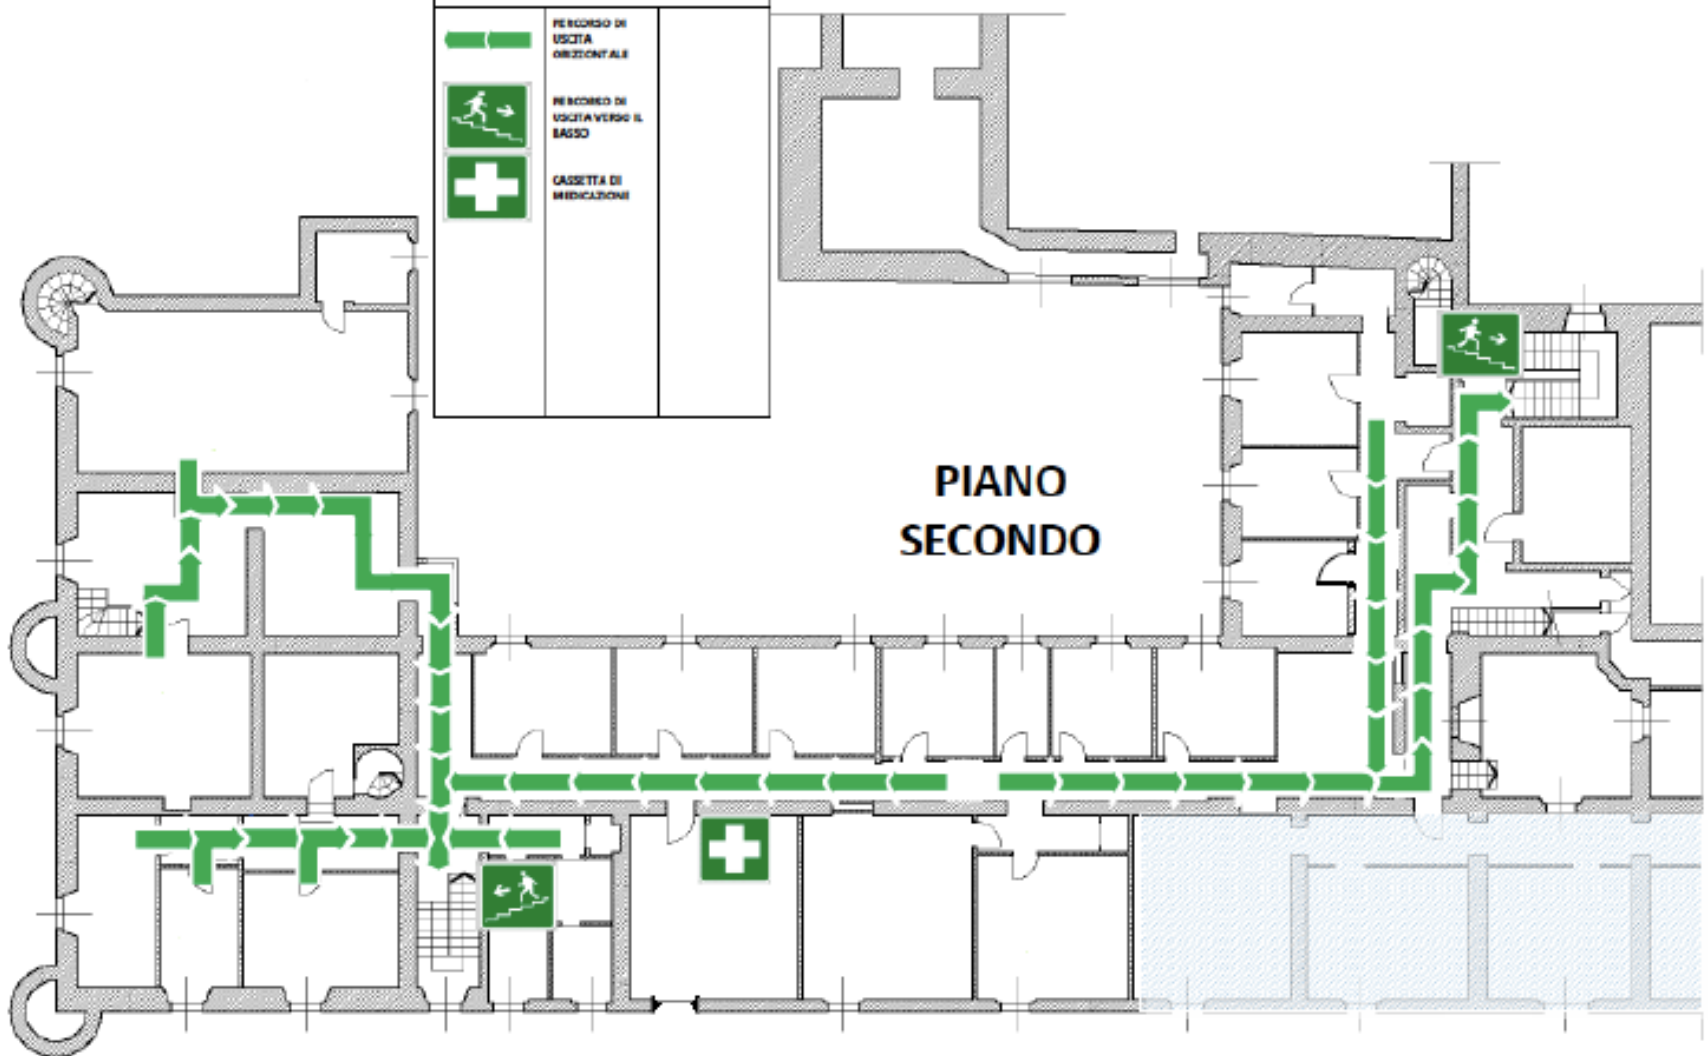 PERCORSO DI
USCITA
ORIZZONTALE
PERCORSO DI
USCITA VERSO IL
BASSO
CASSETTA DI
MEDICAZIONE
PIANO
SECONDO